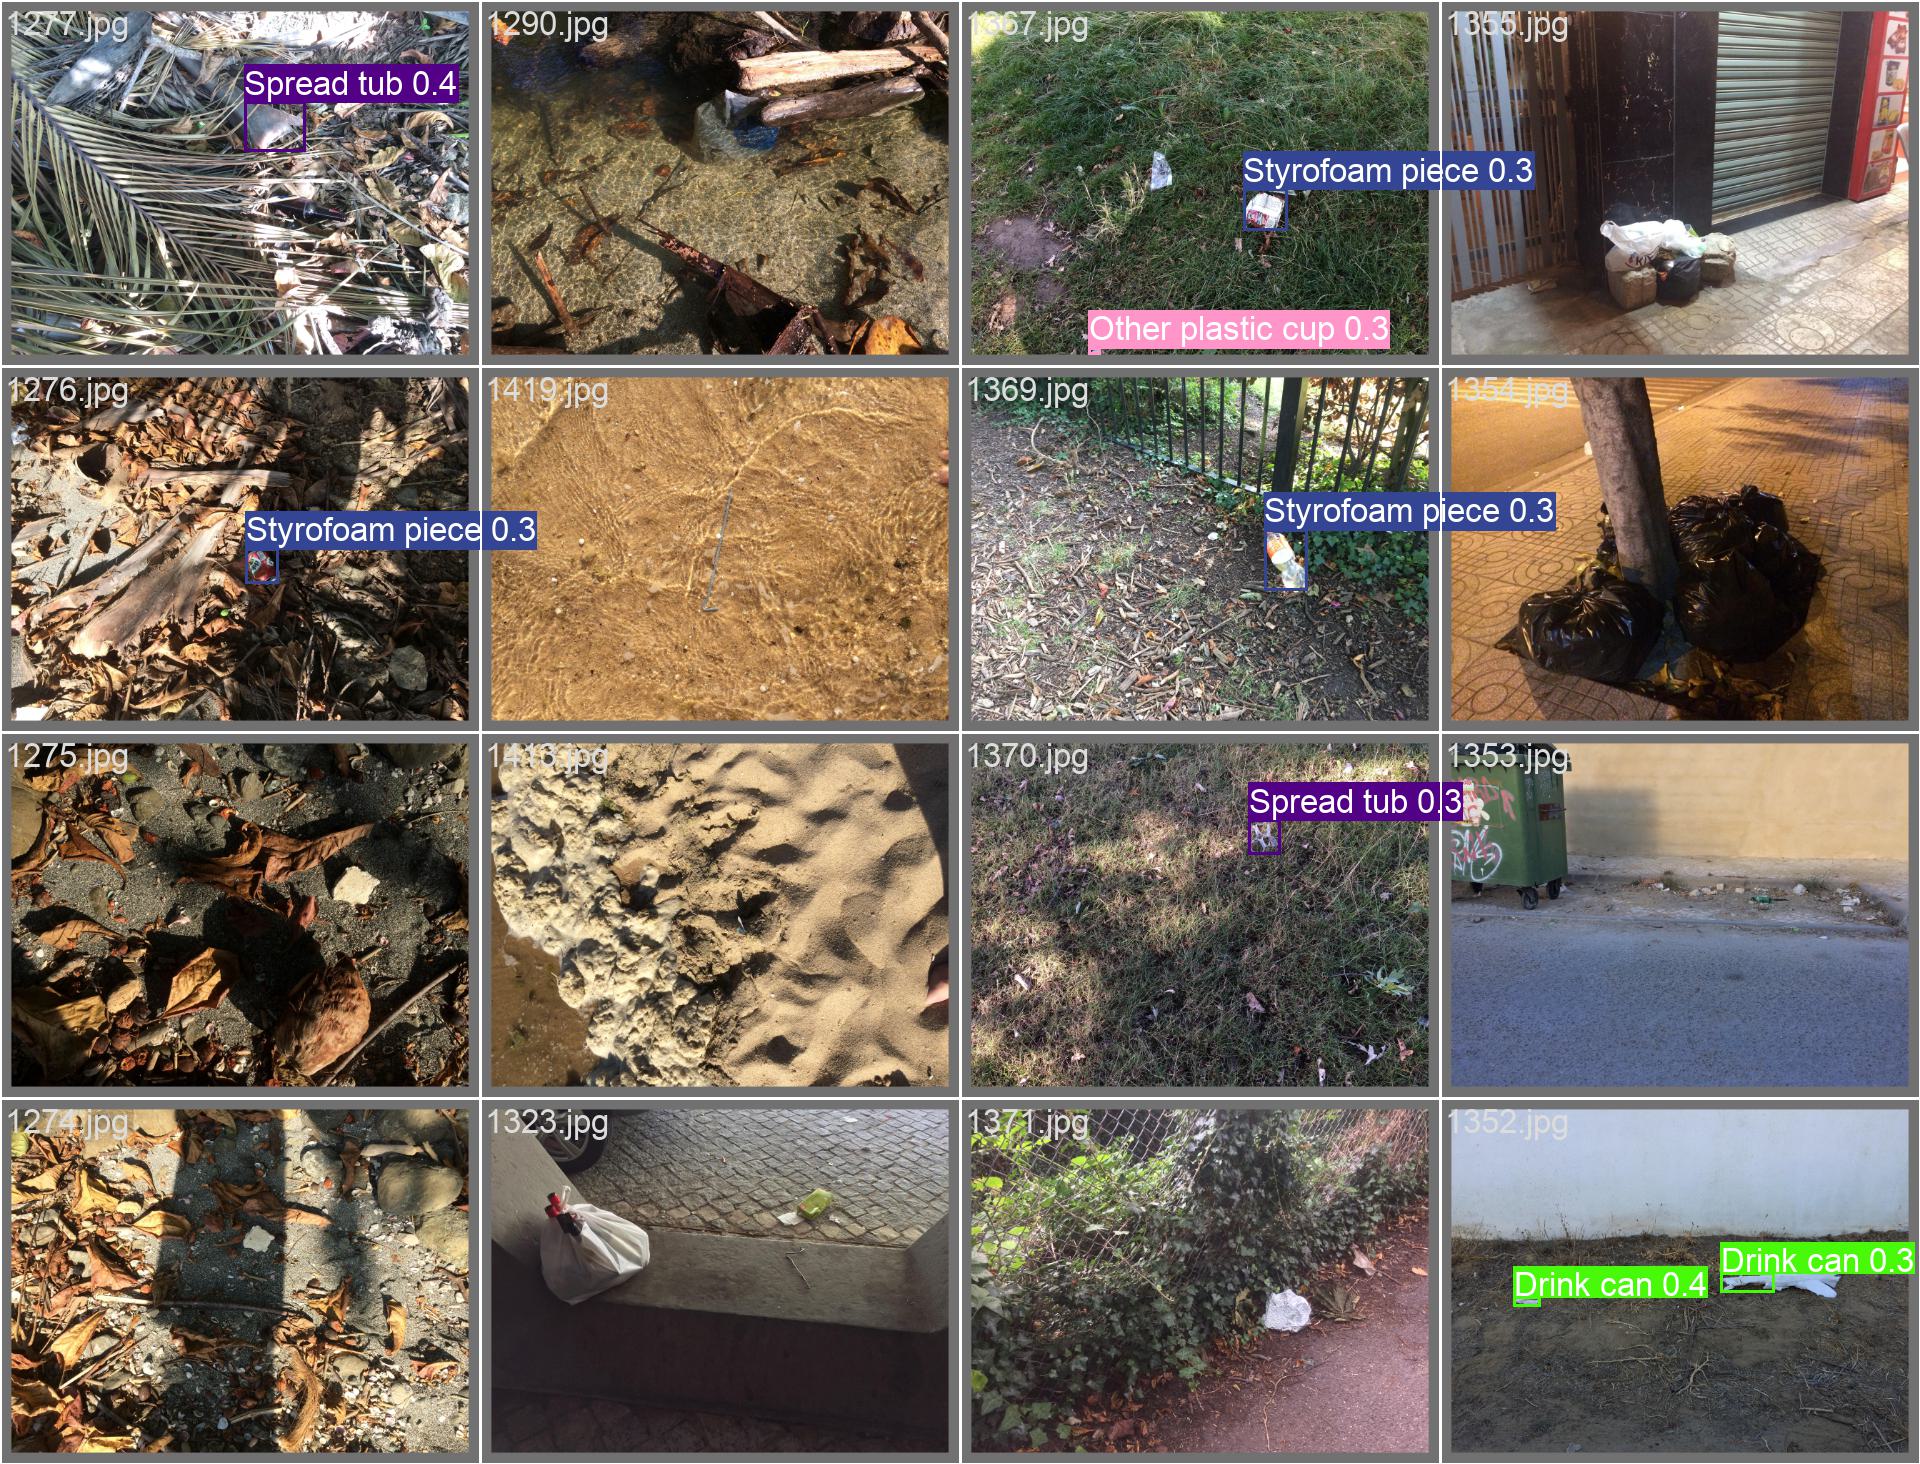 1277.jpg
Spread tub 0.4
1290.jpg
1367.jpg
Styrofoam piece 0.3
Other plastic cup 0.3
1355.jpg
1276.jpg
Styrofoam piece 0.3
1419.jpg
1369.jpg
Styrofoam piece 0.3
1354.jpg
1275.jpg
1413.jpg
1370.jpg
Spread tub 0.3
1353.jpg
1274.jpg
1323.jpg
1371.jpg
1352.jpg
Drink can 0.4
Drink can 0.3